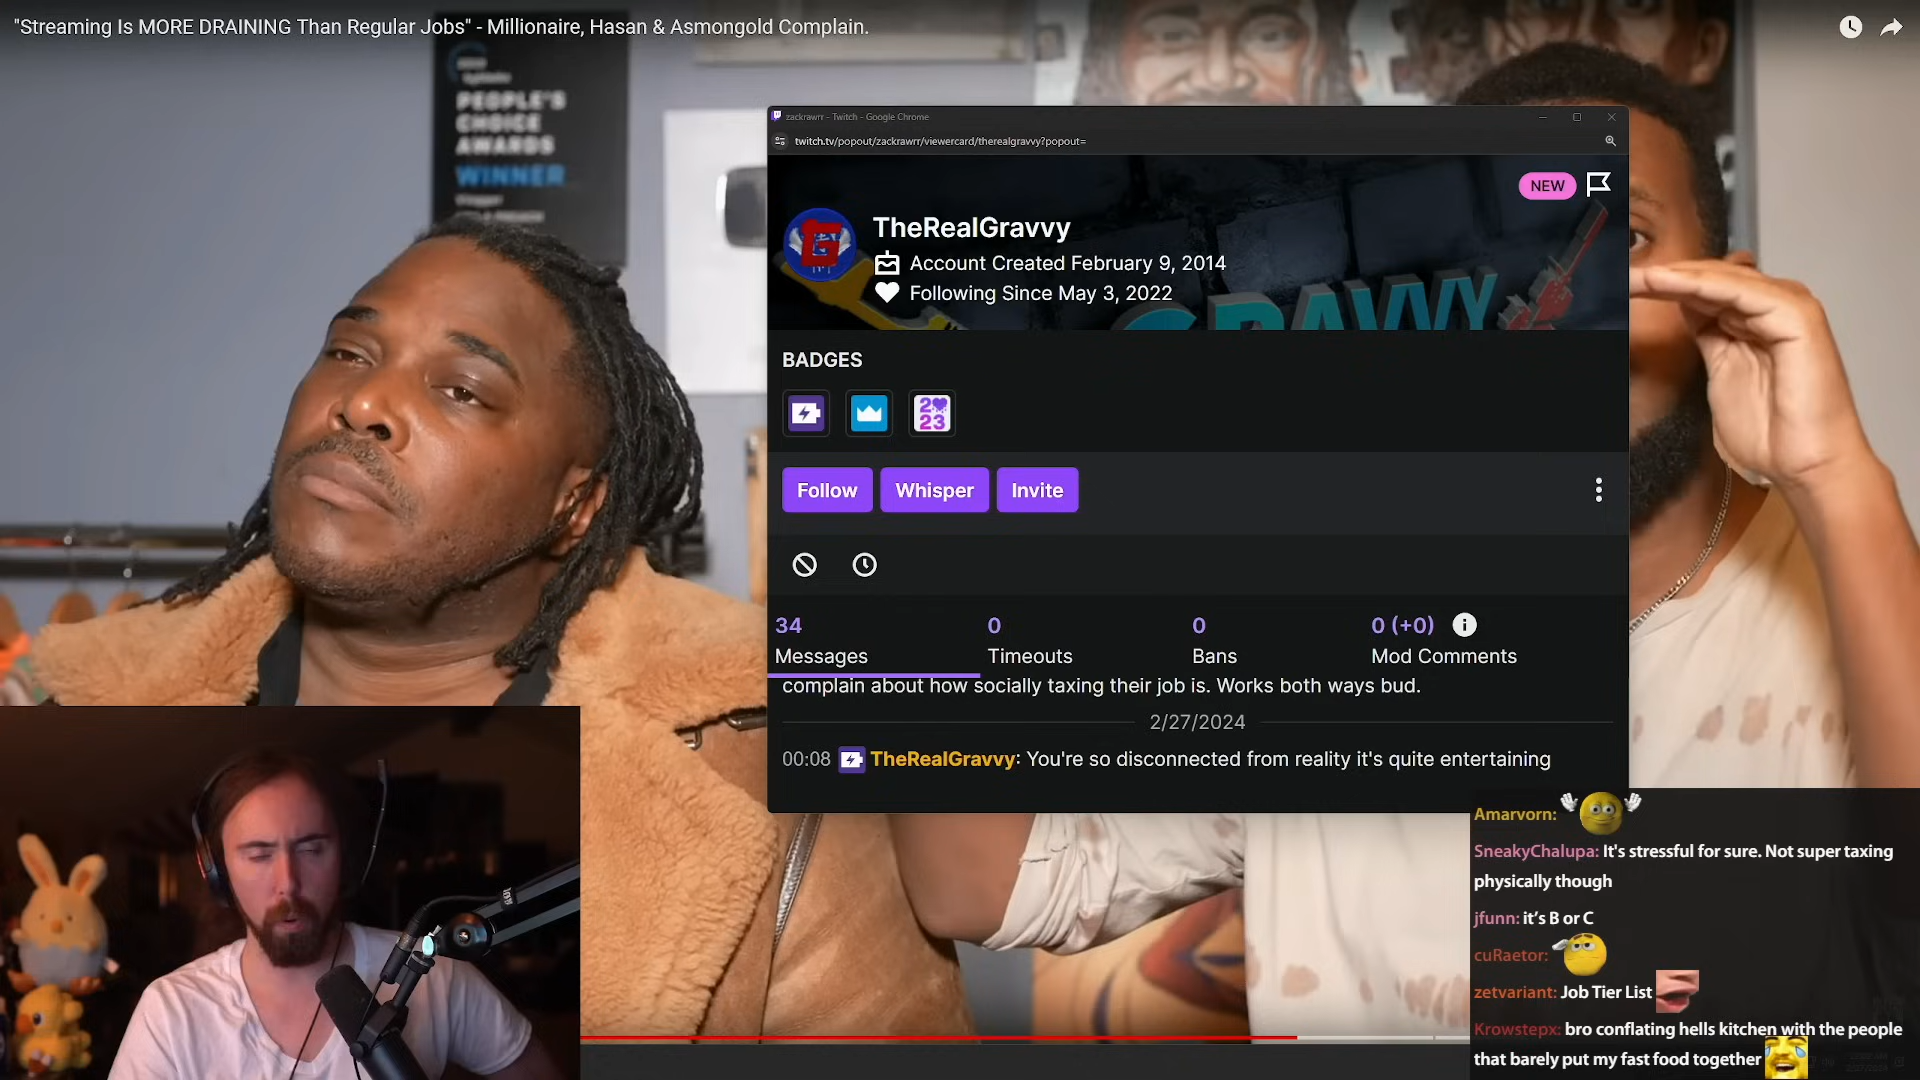 "Streaming Is MORE DRAINING Than Regular Jobs" - Millionaire, Hasan & Asmongold Complain.
PEOPLE'S
CHOICE
AWARDS
WINNER
zackrawrr - Twitch - Google Chrome
twitch.tv/popout/zackrawrr/viewercard/therealgravvy?popout=
NEW
TheRealGravvy
Account Created February 9, 2014
Following Since May 3, 2022
GRAVVY
BADGES
2023
Follow
Whisper
Invite
34
Messages
0
Timeouts
0
Bans
0 (+0)
Mod Comments
complain about how socially taxing their job is. Works both ways bud.
2/27/2024
00:08 TheRealGravvy: You're so disconnected from reality it's quite entertaining
Amarvorn:
SneakyChalupa: It's stressful for sure. Not super taxing
physically though
jfunn: it's B or C
cuRaetor:
zetvariant: Job Tier List
Krowstepx: bro conflating hells kitchen with the people
that barely put my fast food together